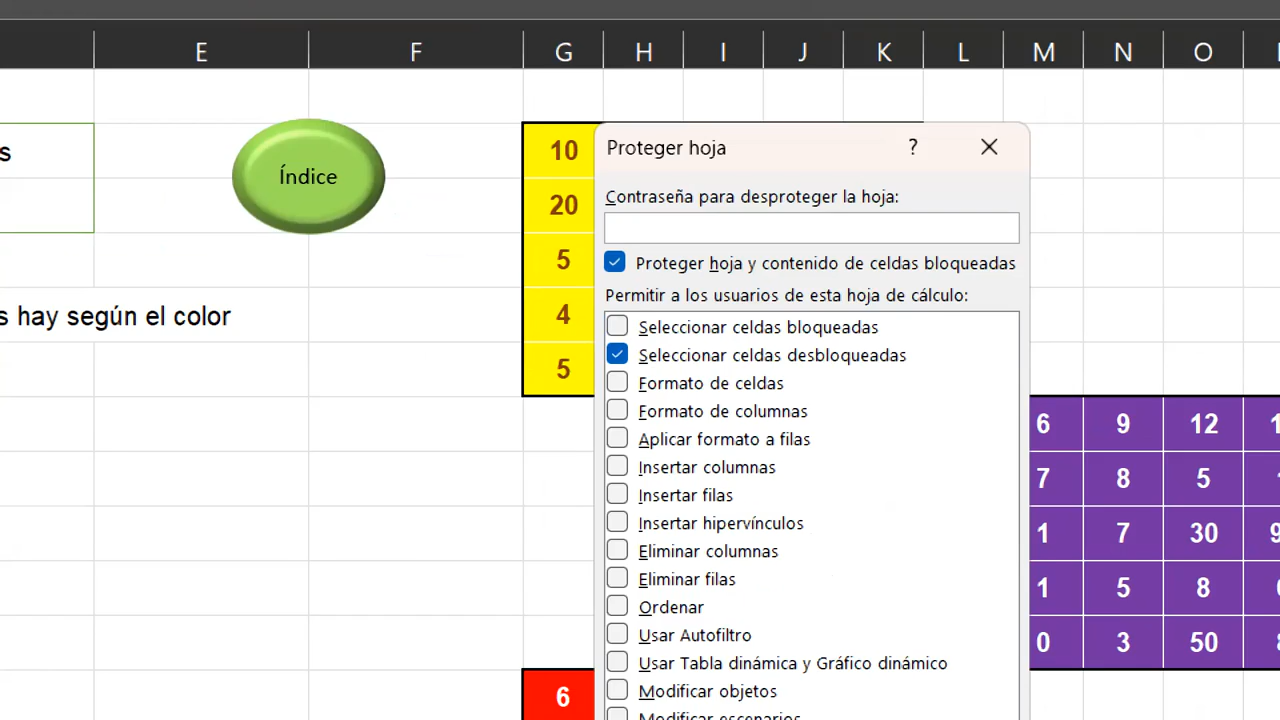 E F G H I J K L M N O
s
Índice
s hay según el color
10
20
5
4
5
Proteger hoja ?
Contraseña para desproteger la hoja:
Proteger hoja y contenido de celdas bloqueadas
Permitir a los usuarios de esta hoja de cálculo:
Seleccionar celdas bloqueadas
Seleccionar celdas desbloqueadas
Formato de celdas
Formato de columnas
Aplicar formato a filas
Insertar columnas
Insertar filas
Insertar hipervínculos
Eliminar columnas
Eliminar filas
Ordenar
Usar Autofiltro
Usar Tabla dinámica y Gráfico dinámico
Modificar objetos
Modificar escenarios
6 9 12
7 8 5
1 7 30
1 5 8
0 3 50
6